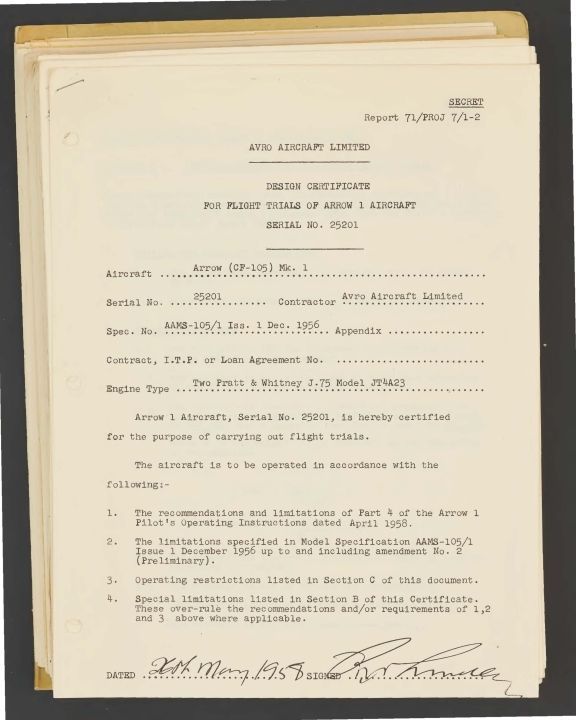 SECRET
Report 71/PROJ 7/1-2
AVRO AIRCRAFT LIMITED
DESIGN CERTIFICATE
FOR FLIGHT TRIALS OF ARROW 1 AIRCRAFT
SERIAL NO. 25201
Aircraft Arrow (CF-105) Mk. 1
Serial No. 25201 Contractor Avro Aircraft Limited
Spec. No. AAMS-105/1 Iss. 1 Dec. 1956 Appendix
Contract, I.T.P. or Loan Agreement No.
Engine Type Two Pratt & Whitney J.75 Model JT4A23
Arrow 1 Aircraft, Serial No. 25201, is hereby certified
for the purpose of carrying out flight trials.
The aircraft is to be operated in accordance with the
following:-
1. The recommendations and limitations of Part 4 of the Arrow 1
Pilot's Operating Instructions dated April 1958.
2. The limitations specified in Model Specification AAMS-105/1
Issue 1 December 1956 up to and including amendment No. 2
(Preliminary).
3. Operating restrictions listed in Section C of this document.
4. Special limitations listed in Section B of this Certificate.
These over-rule the recommendations and/or requirements of 1,2
and 3 above where applicable.
DATED May 1958 SIGNED